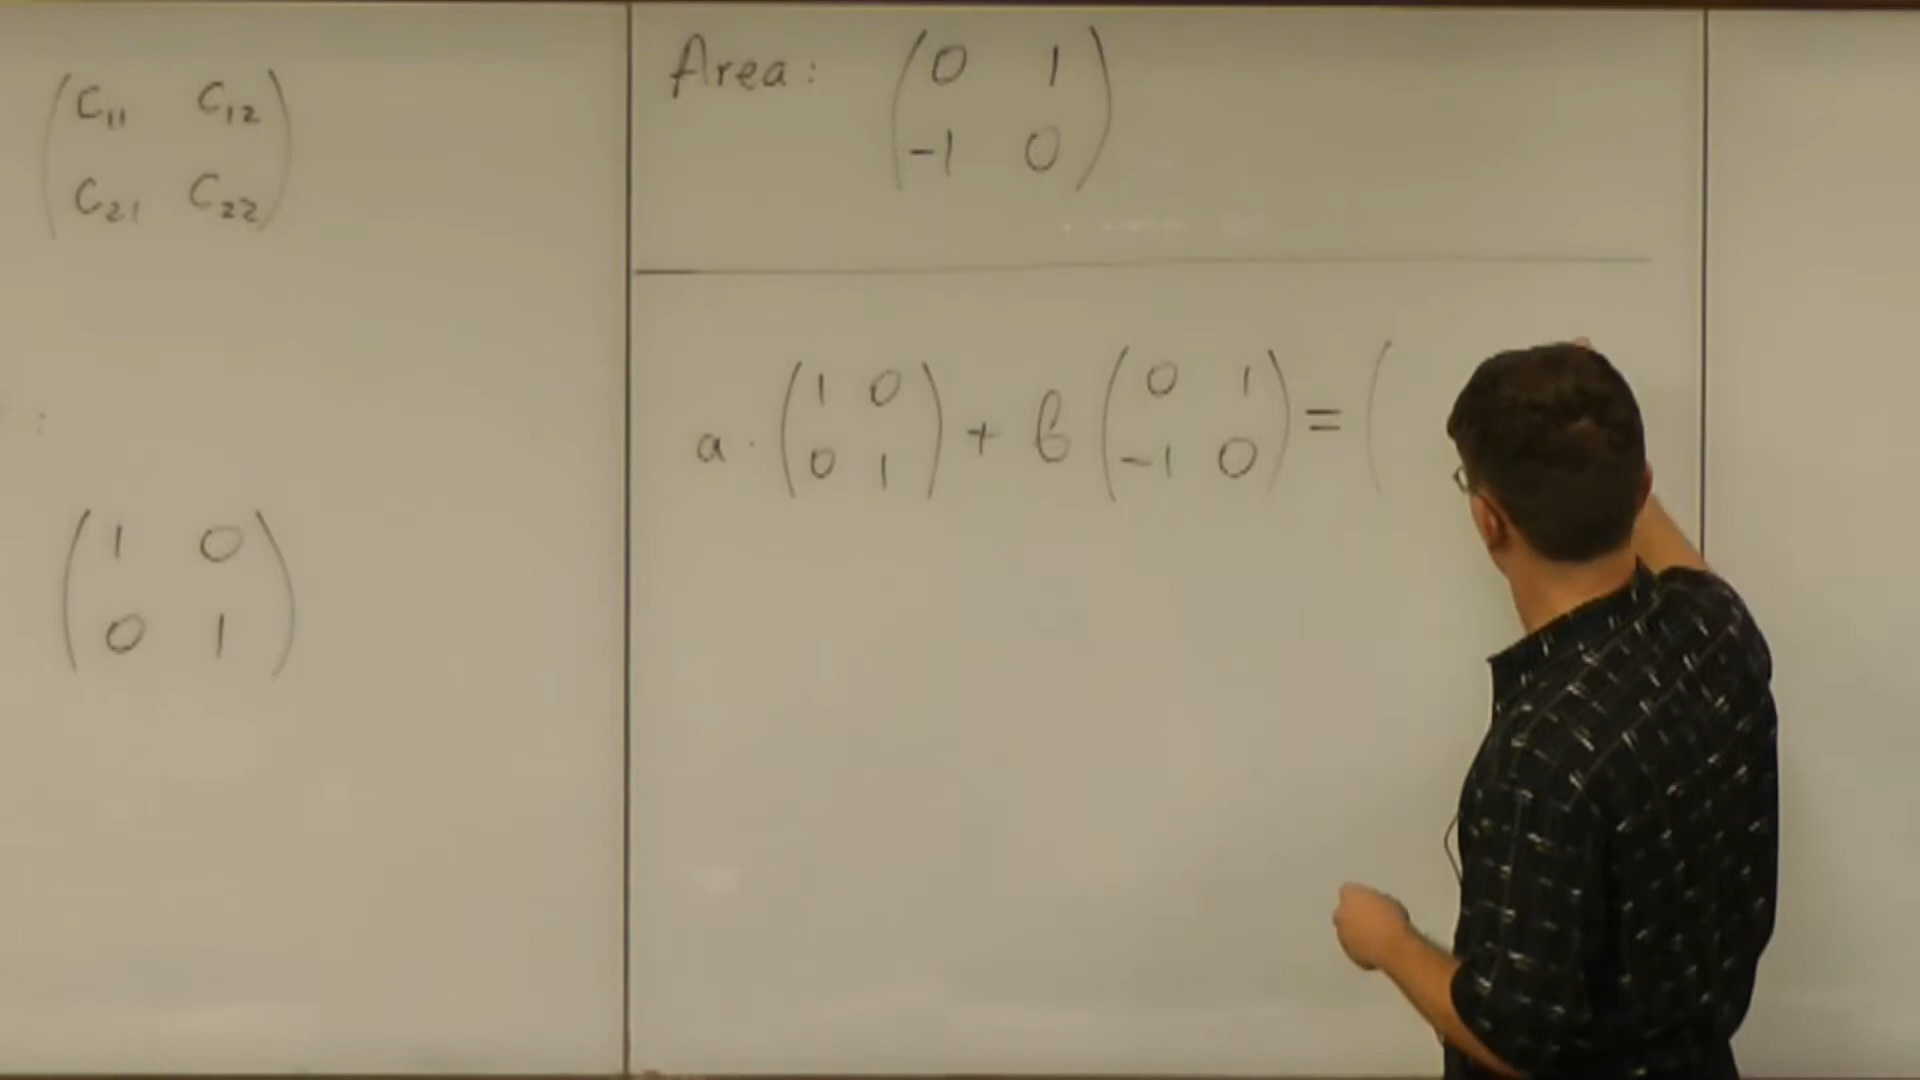 C₁₁ C₁₂
C₂₁ C₂₂
:
1 0
0 1
Area: ( 0 1 )
( -1 0 )
a · ( 1 0 ) + b ( 0 1 ) = (
( 0 1 ) ( -1 0 )